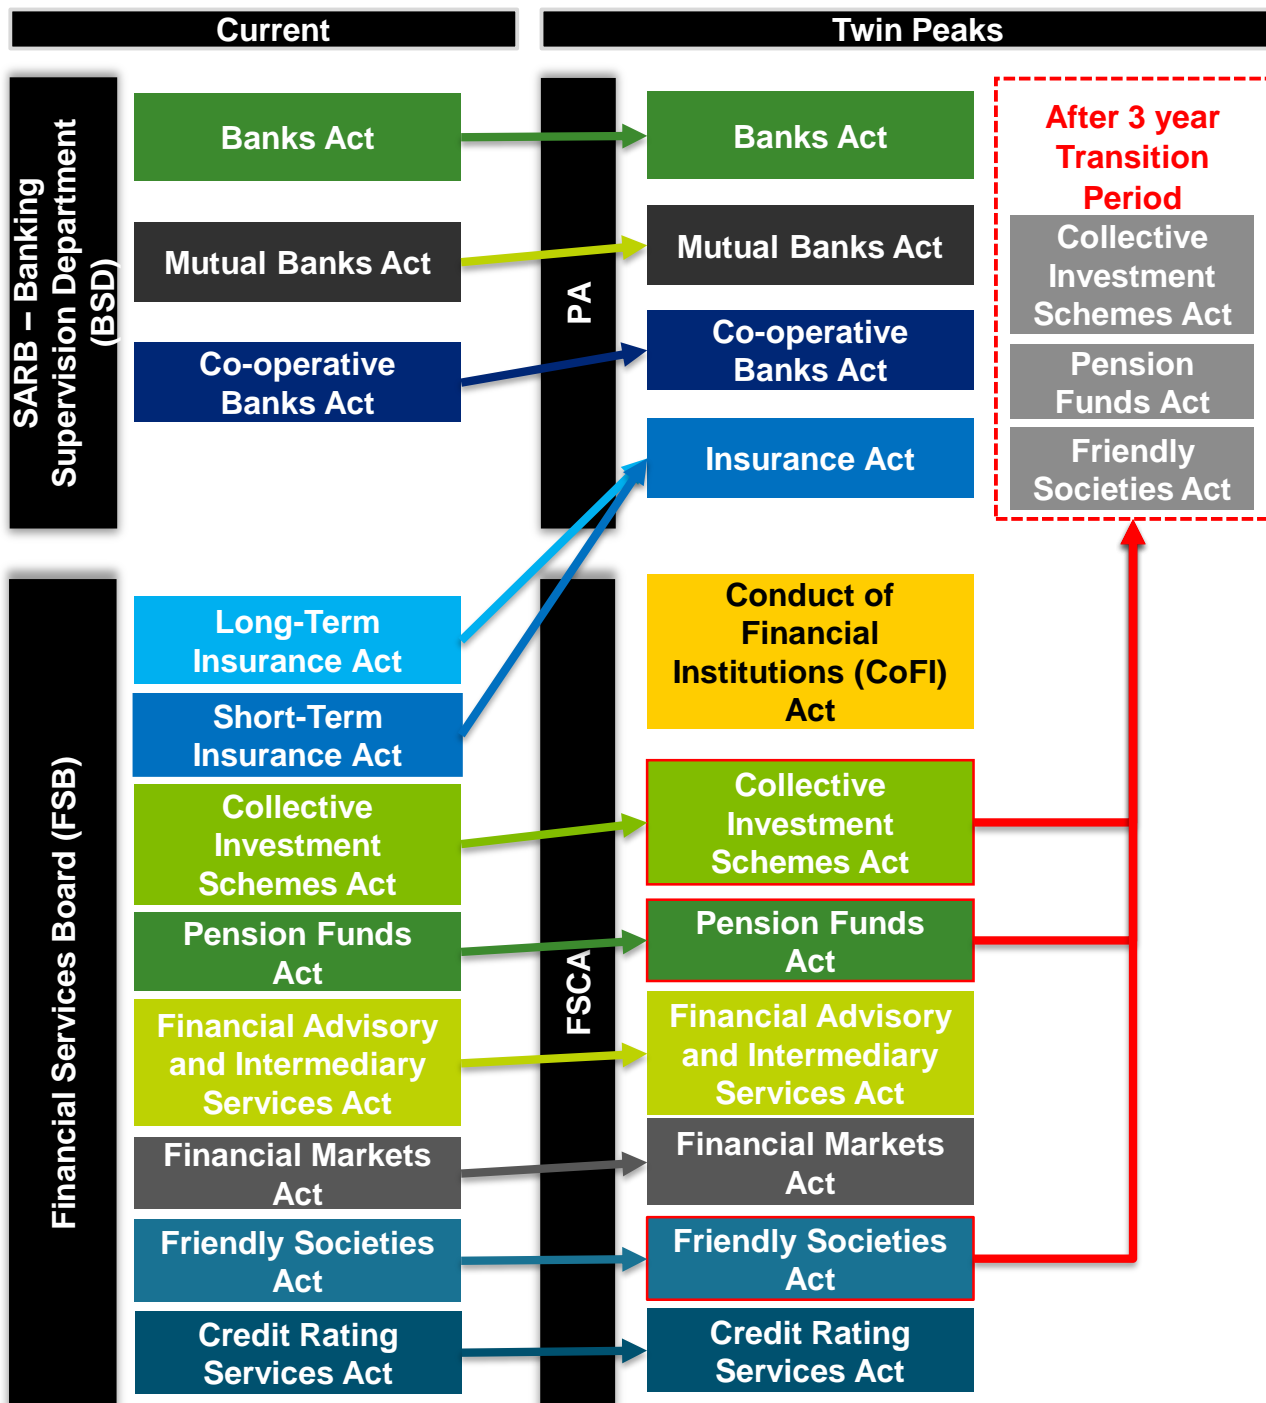 Current
Twin Peaks
SARB – Banking
Supervision Department
(BSD)
Banks Act
Mutual Banks Act
Co-operative
Banks Act
PA
Banks Act
Mutual Banks Act
Co-operative
Banks Act
Insurance Act
After 3 year
Transition
Period
Collective
Investment
Schemes Act
Pension
Funds Act
Friendly
Societies Act
Financial Services Board (FSB)
Long-Term
Insurance Act
Short-Term
Insurance Act
Collective
Investment
Schemes Act
Pension Funds
Act
Financial Advisory
and Intermediary
Services Act
Financial Markets
Act
Friendly Societies
Act
Credit Rating
Services Act
FSCA
Conduct of
Financial
Institutions (CoFI)
Act
Collective
Investment
Schemes Act
Pension Funds
Act
Financial Advisory
and Intermediary
Services Act
Financial Markets
Act
Friendly Societies
Act
Credit Rating
Services Act